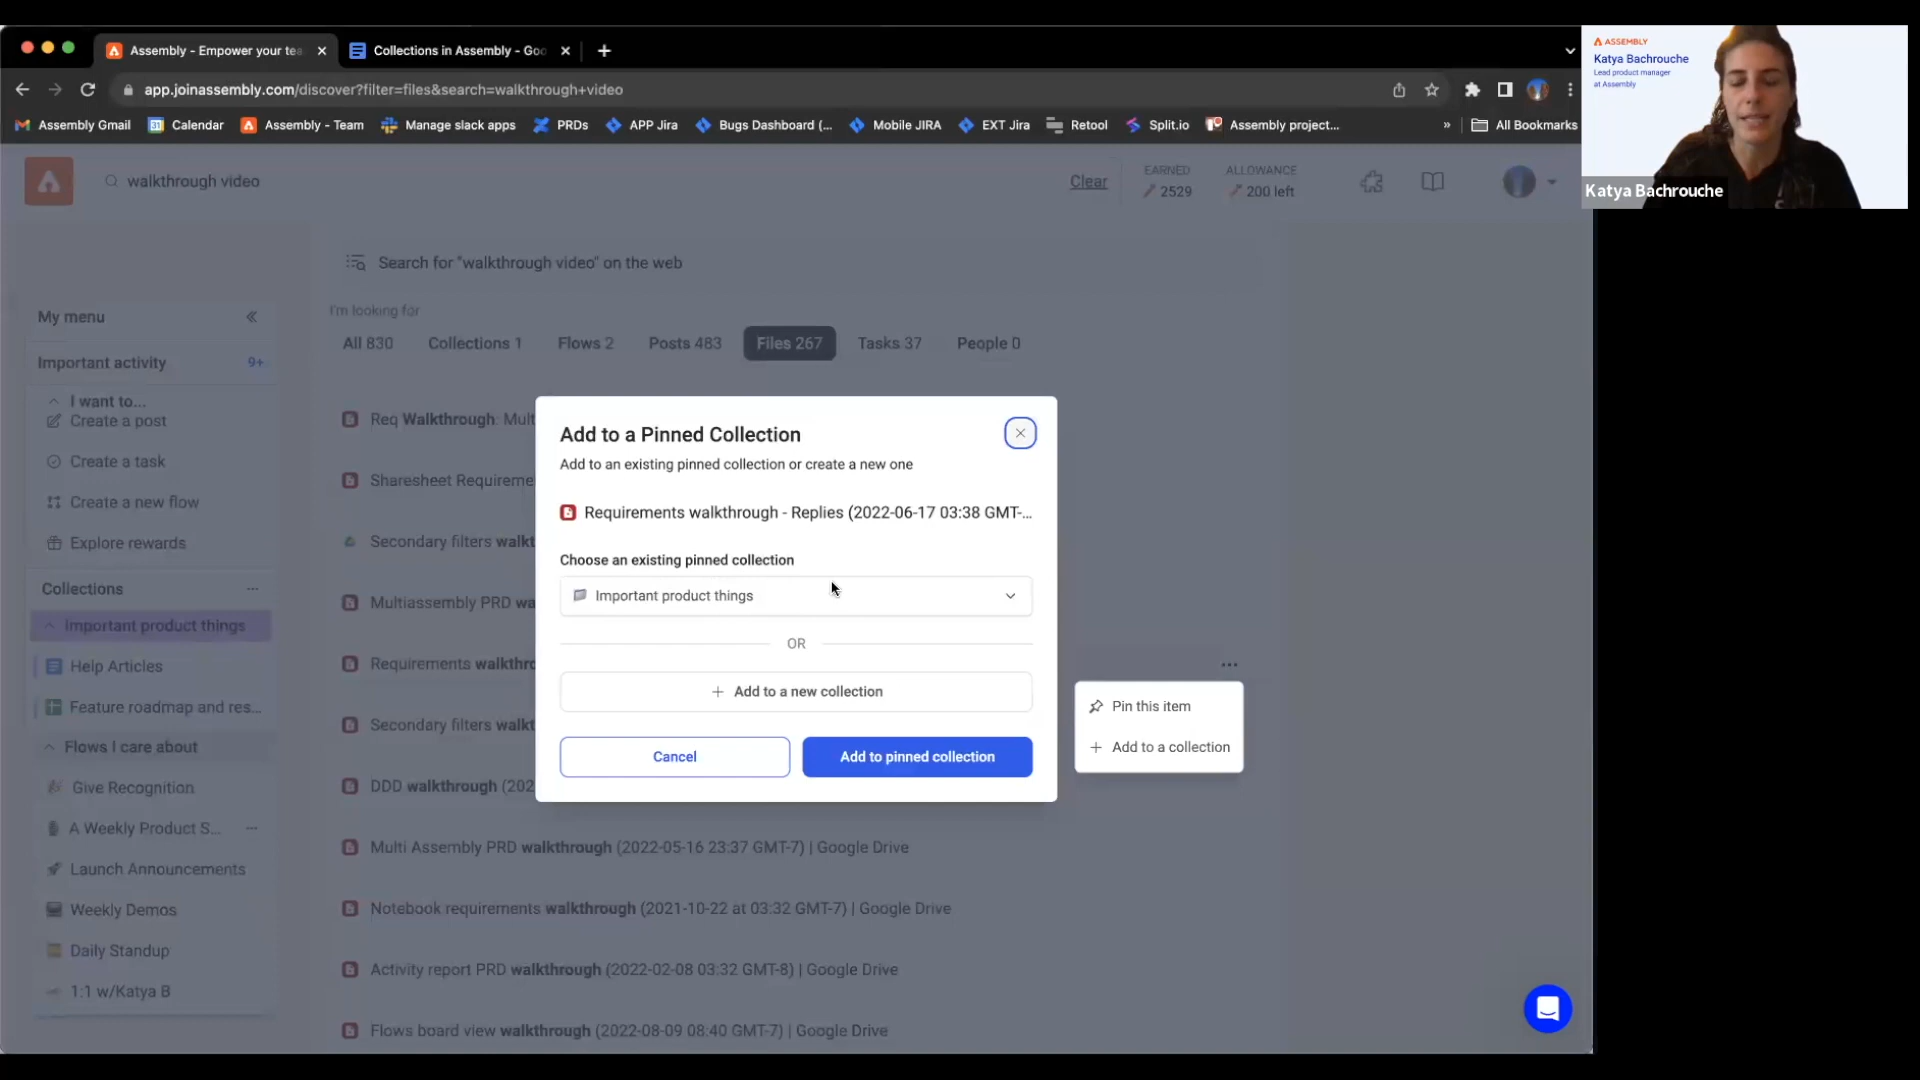 Assembly - Empower your tea
Collections in Assembly - Goo
app.joinassembly.com/discover?filter=files&search=walkthrough+video
Assembly Gmail
Calendar
Assembly - Team
Manage slack apps
PRDs
APP Jira
Bugs Dashboard (...
Mobile JIRA
EXT Jira
Retool
Split.io
Assembly project...
»
All Bookmarks
ASSEMBLY
Katya Bachrouche
Lead product manager
at Assembly
Katya Bachrouche
walkthrough video
Clear
EARNED
2529
ALLOWANCE
200 left
Search for "walkthrough video" on the web
I'm looking for
All 830
Collections 1
Flows 2
Posts 483
Files 267
Tasks 37
People 0
My menu
Important activity
9+
I want to...
Create a post
Create a task
Create a new flow
Explore rewards
Collections
Important product things
Help Articles
Feature roadmap and res...
Flows I care about
Give Recognition
A Weekly Product S...
Launch Announcements
Weekly Demos
Daily Standup
1:1 w/Katya B
Req Walkthrough: Mult
Sharesheet Requireme
Secondary filters walkt
Multiassembly PRD wa
Requirements walkthro
Secondary filters walkt
DDD walkthrough (202
Multi Assembly PRD walkthrough (2022-05-16 23:37 GMT-7) | Google Drive
Notebook requirements walkthrough (2021-10-22 at 03:32 GMT-7) | Google Drive
Activity report PRD walkthrough (2022-02-08 03:32 GMT-8) | Google Drive
Flows board view walkthrough (2022-08-09 08:40 GMT-7) | Google Drive
Add to a Pinned Collection
Add to an existing pinned collection or create a new one
Requirements walkthrough - Replies (2022-06-17 03:38 GMT-...
Choose an existing pinned collection
Important product things
OR
+ Add to a new collection
Cancel
Add to pinned collection
Pin this item
+ Add to a collection